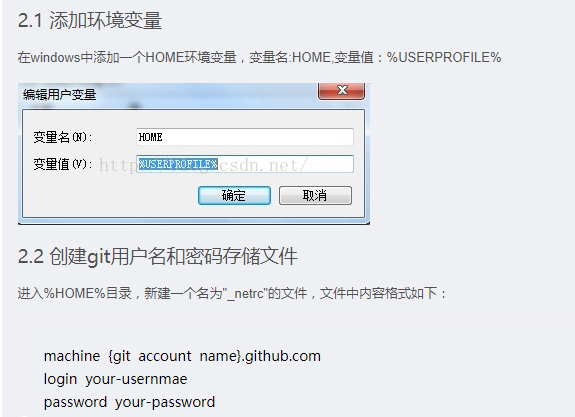 2.1 添加环境变量
在windows中添加一个HOME环境变量，变量名:HOME,变量值：%USERPROFILE%
编辑用户变量
变量名(N):
HOME
变量值(V):
%USERPROFILE%
确定
取消
2.2 创建git用户名和密码存储文件
进入%HOME%目录，新建一个名为"_netrc"的文件，文件中内容格式如下：
machine {git account name}.github.com
login your-usernmae
password your-password